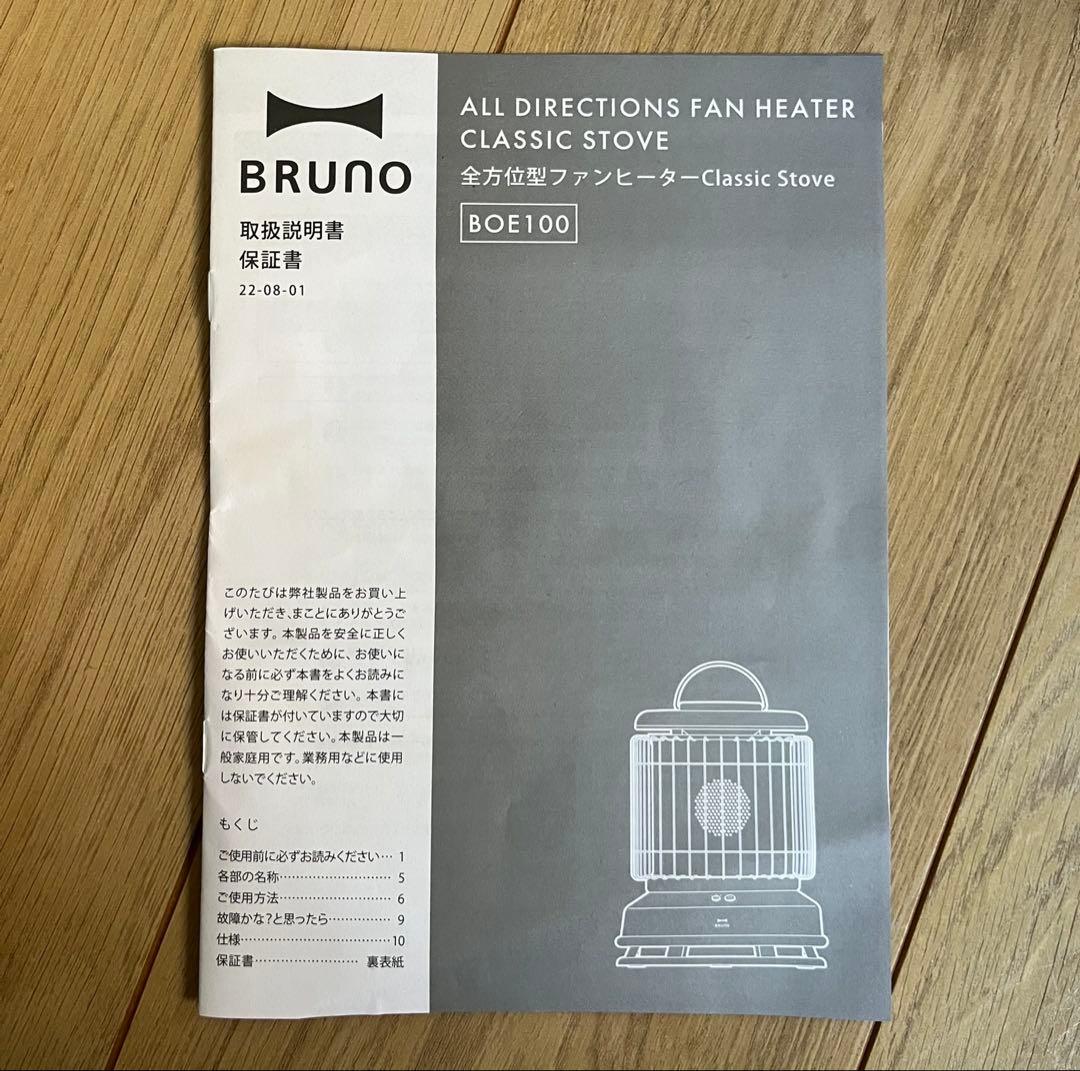 BRUNO
取扱説明書
保証書
22-08-01
ALL DIRECTIONS FAN HEATER
CLASSIC STOVE
全方位型ファンヒーターClassic Stove
BOE100
このたびは弊社製品をお買い上
げいただき、まことにありがとうご
ざいます。本製品を安全に正しく
お使いいただくために、お使いに
なる前に必ず本書をよくお読みに
なり十分ご理解ください。本書に
は保証書が付いていますので大切
に保管してください。本製品は一
般家庭用です。業務用などに使用
しないでください。
もくじ
ご使用前に必ずお読みください… 1
各部の名称……………………… 5
ご使用方法……………………… 6
故障かな?と思ったら…………… 9
仕様………………………………10
保証書…………………… 裏表紙
BRUNO